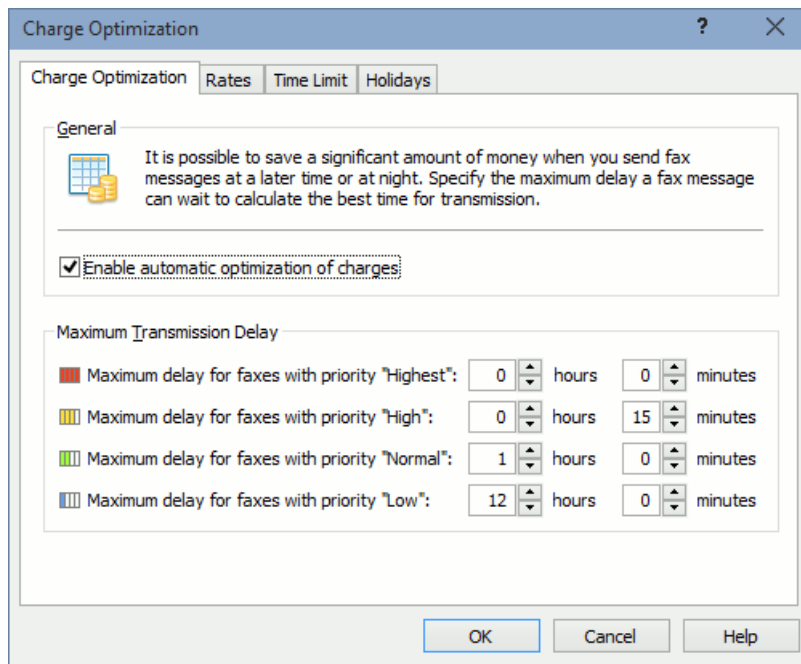 Charge Optimization
?
Charge Optimization Rates Time Limit Holidays
General
It is possible to save a significant amount of money when you send fax
messages at a later time or at night. Specify the maximum delay a fax message
can wait to calculate the best time for transmission.
Enable automatic optimization of charges
Maximum Transmission Delay
Maximum delay for faxes with priority "Highest": 0 hours 0 minutes
Maximum delay for faxes with priority "High": 0 hours 15 minutes
Maximum delay for faxes with priority "Normal": 1 hours 0 minutes
Maximum delay for faxes with priority "Low": 12 hours 0 minutes
OK Cancel Help